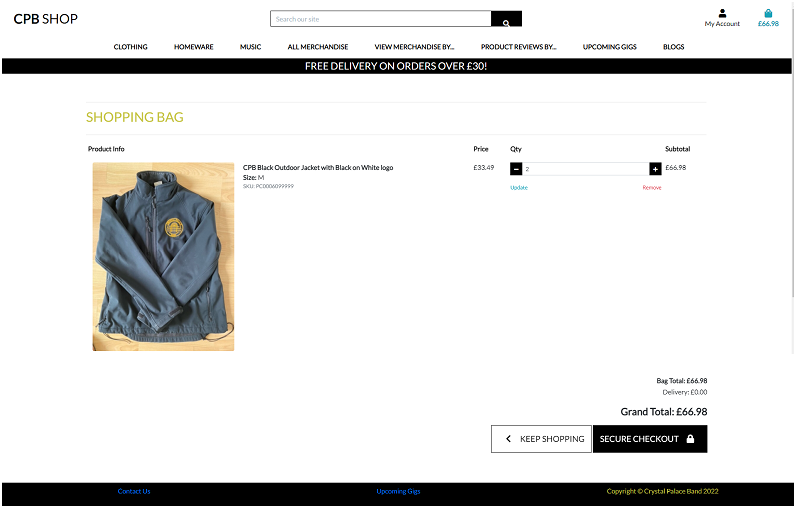 CPB SHOP
Search our site
My Account
£66.98
CLOTHING HOMEWARE MUSIC ALL MERCHANDISE VIEW MERCHANDISE BY... PRODUCT REVIEWS BY... UPCOMING GIGS BLOGS
FREE DELIVERY ON ORDERS OVER £30!
SHOPPING BAG
Product Info Price Qty Subtotal
CPB Black Outdoor Jacket with Black on White logo £33.49 2 £66.98
Size: M
SKU: PC0006099999
Update Remove
Bag Total: £66.98
Delivery: £0.00
Grand Total: £66.98
KEEP SHOPPING SECURE CHECKOUT
Contact Us Upcoming Gigs Copyright © Crystal Palace Band 2022